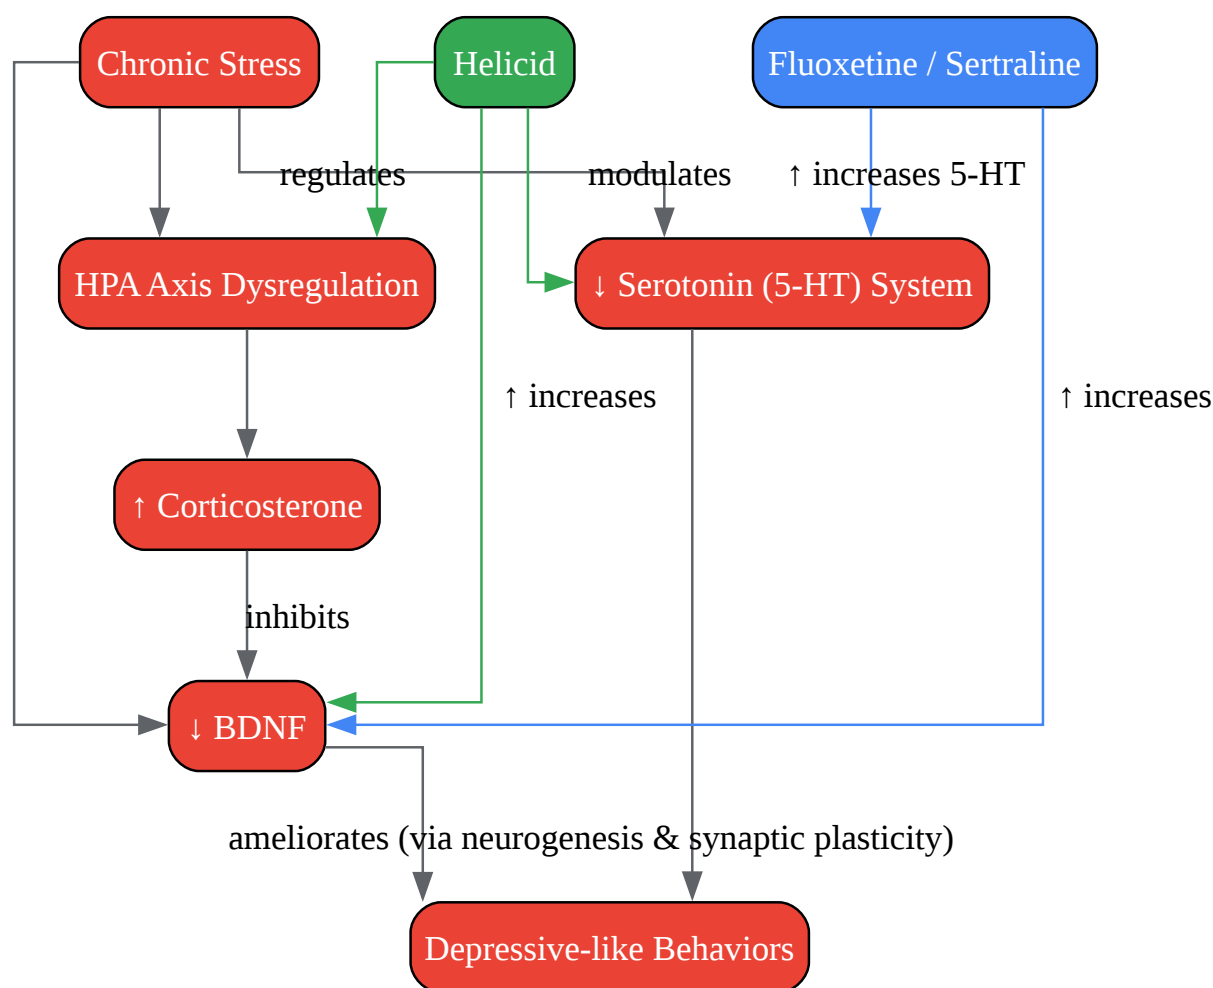 Chronic Stress
Helicid
Fluoxetine / Sertraline
regulates
modulates
↑ increases 5-HT
HPA Axis Dysregulation
↓ Serotonin (5-HT) System
↑ increases
↑ increases
↑ Corticosterone
inhibits
↓ BDNF
ameliorates (via neurogenesis & synaptic plasticity)
Depressive-like Behaviors